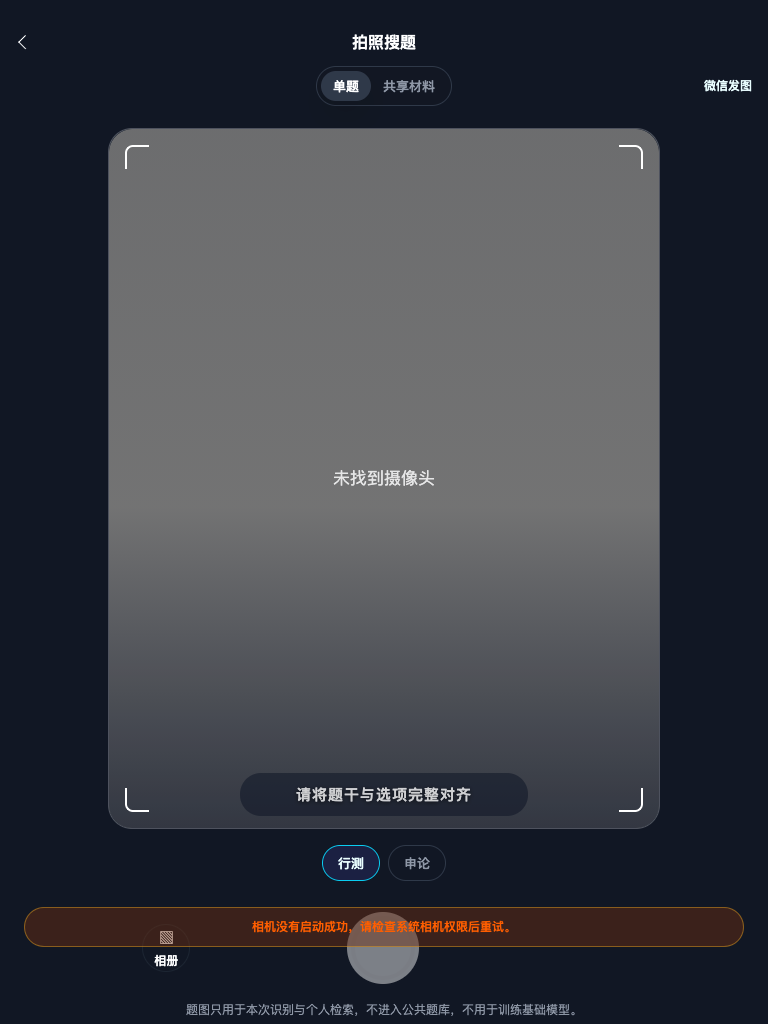 拍照搜题
单题 共享材料
微信发图
未找到摄像头
请将题干与选项完整对齐
行测 申论
相机没有启动成功，请检查系统相机权限后重试。
相册
题图只用于本次识别与个人检索，不进入公共题库，不用于训练基础模型。